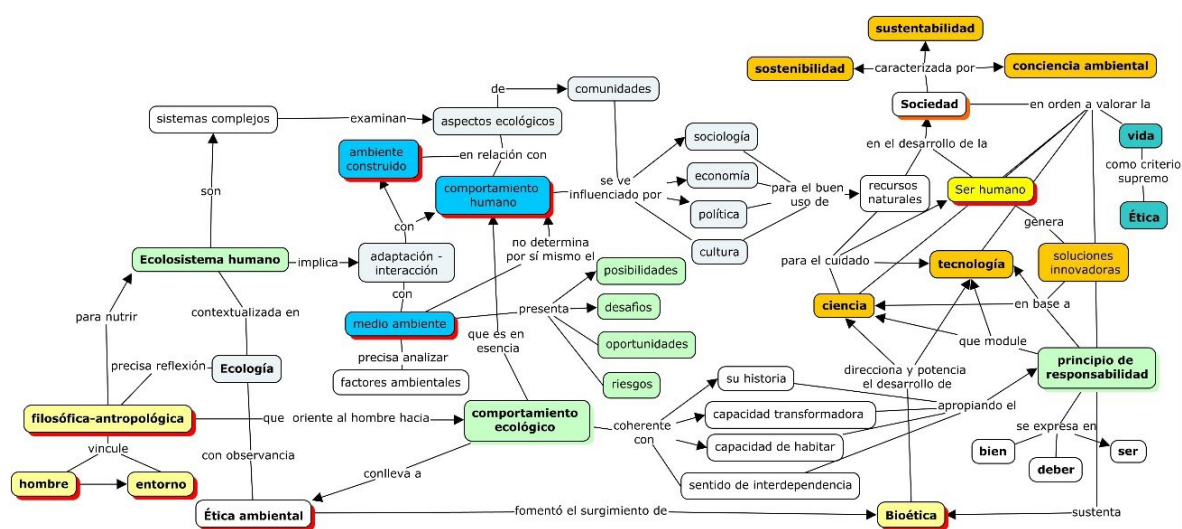 sustentabilidad
sostenibilidad
caracterizada por
conciencia ambiental
de
comunidades
sistemas complejos
examinan
aspectos ecológicos
Sociedad
en orden a valorar la
vida
como criterio
supremo
Ética
ambiente
construido
en relación con
sociología
en el desarrollo de la
comportamiento
humano
se ve
influenciado por
economía
para el buen
uso de
recursos
naturales
Ser humano
son
política
con
no determina
por sí mismo el
cultura
genera
Ecolosistema humano
implica
adaptación -
interacción
posibilidades
para el cuidado
tecnología
soluciones
innovadoras
con
para nutrir
contextualizada en
medio ambiente
presenta
desafíos
ciencia
en base a
que es en
esencia
oportunidades
que module
precisa reflexión
Ecología
precisa analizar
factores ambientales
riesgos
su historia
direcciona y potencia
el desarrollo de
principio de
responsabilidad
filosófica-antropológica
que oriente al hombre hacia
comportamiento
ecológico
coherente
con
capacidad transformadora
apropiando el
capacidad de habitar
se expresa en
bien
deber
ser
vincule
con observancia
conlleva a
hombre
entorno
sentido de interdependencia
Ética ambiental
fomentó el surgimiento de
Bioética
sustenta